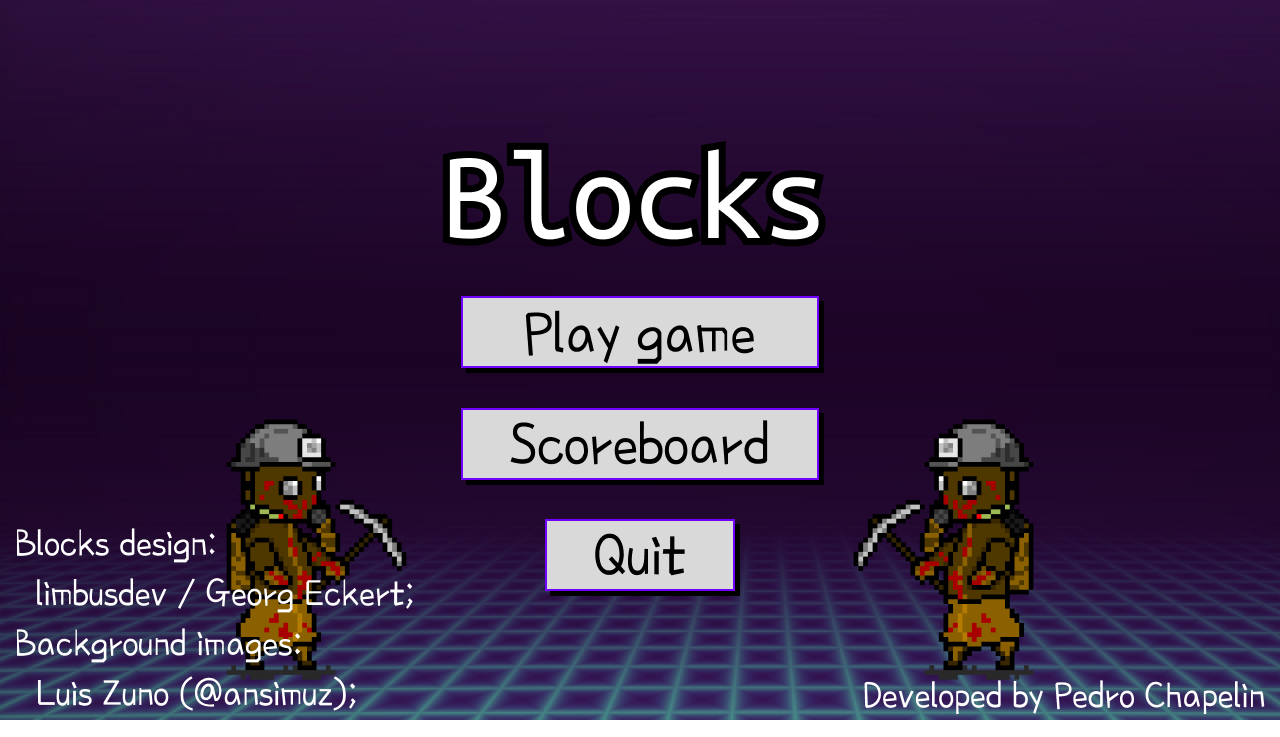 Blocks
Play game
Scoreboard
Quit
Blocks design:
limbusdev / Georg Eckert;
Background images:
Luis Zuno (@ansimuz);
Developed by Pedro Chapelin